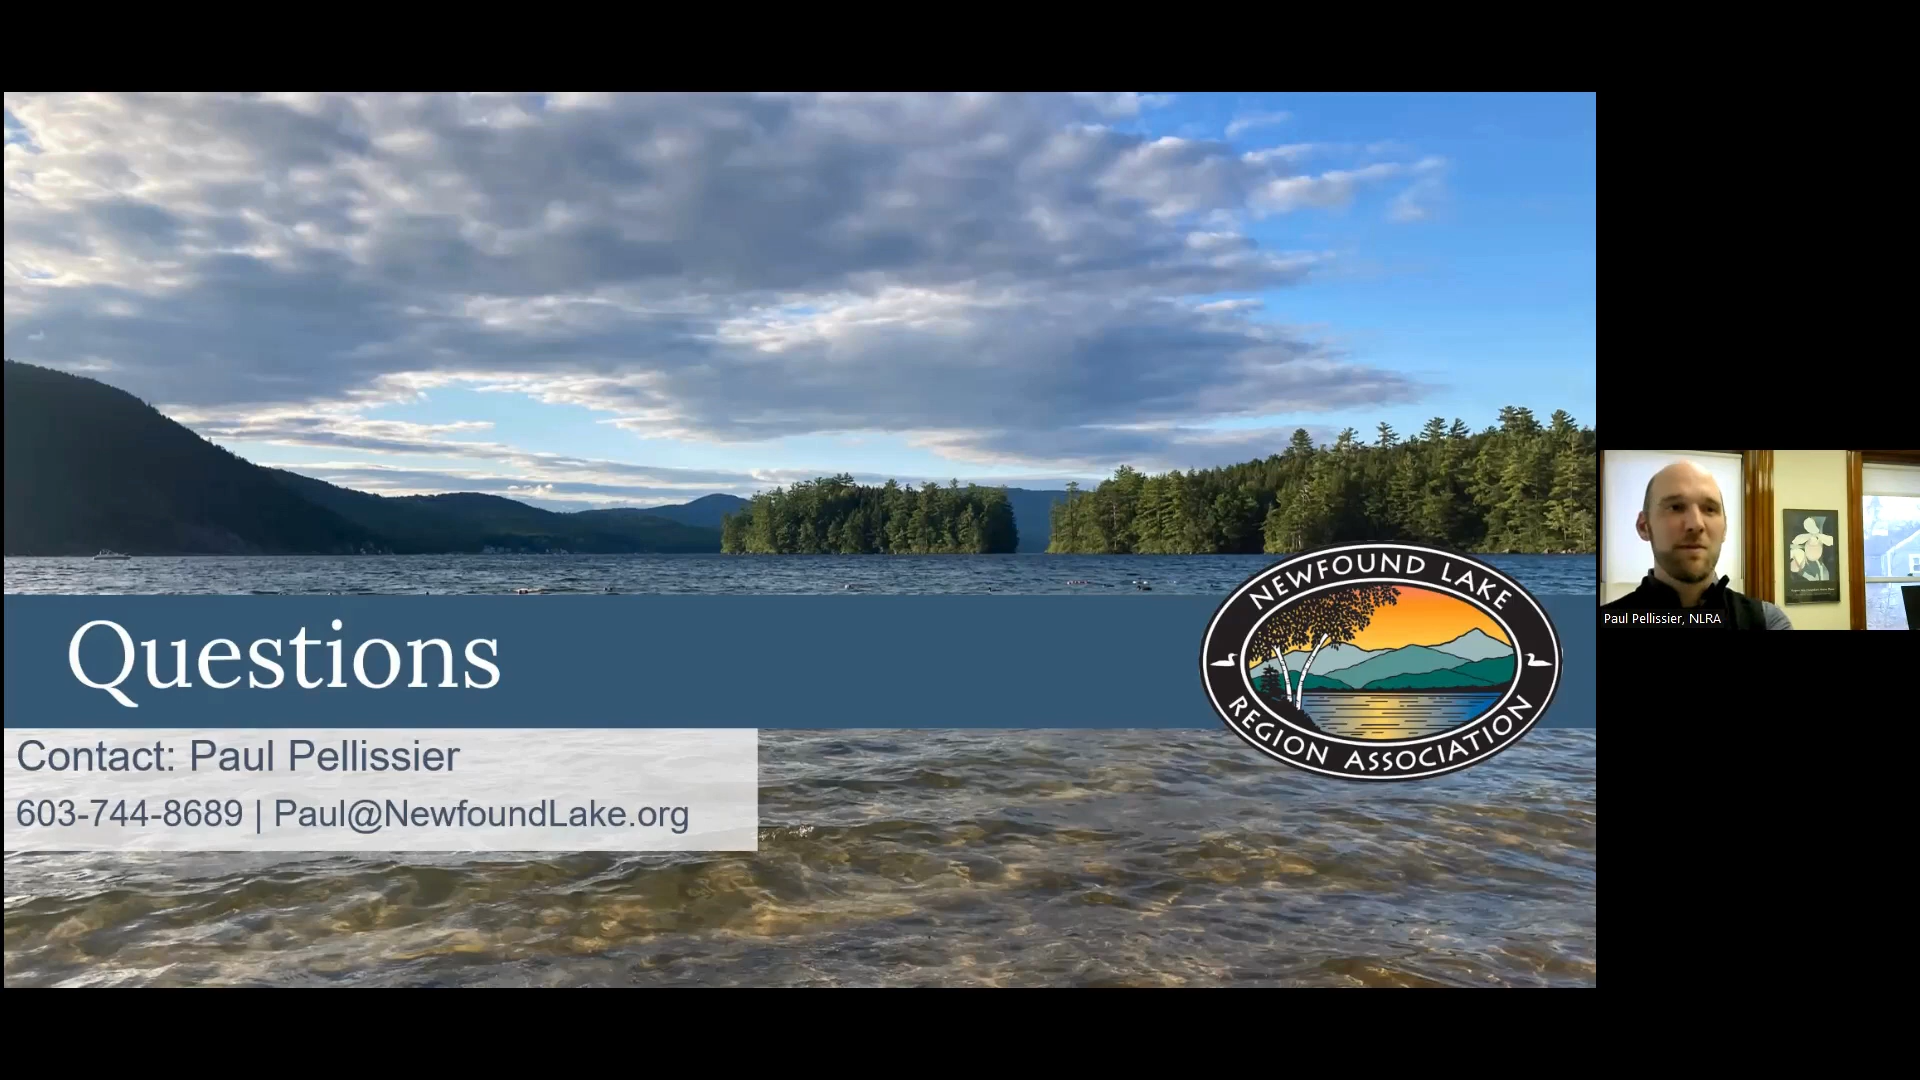 Questions
NEWFOUND LAKE
REGION ASSOCIATION
Contact: Paul Pellissier
603-744-8689 | Paul@NewfoundLake.org
Paul Pellissier, NLRA